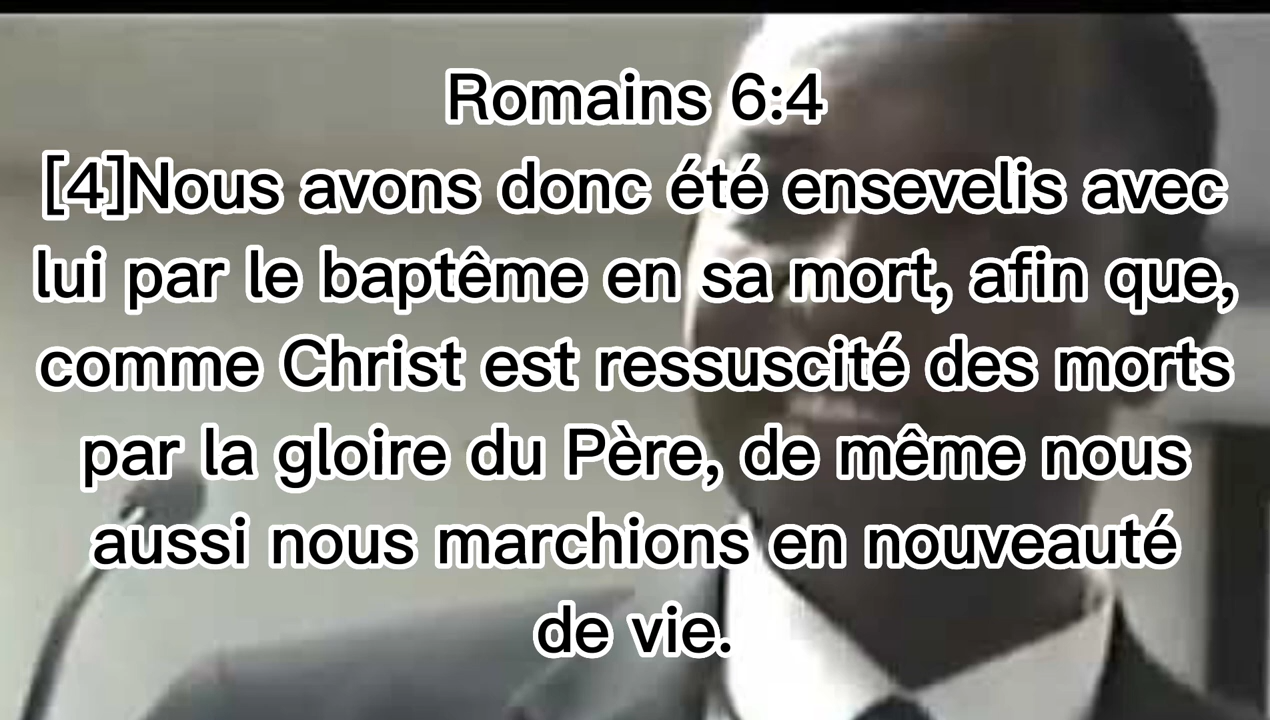 Romains 6:4
[4]Nous avons donc été ensevelis avec
lui par le baptême en sa mort, afin que,
comme Christ est ressuscité des morts
par la gloire du Père, de même nous
aussi nous marchions en nouveauté
de vie.